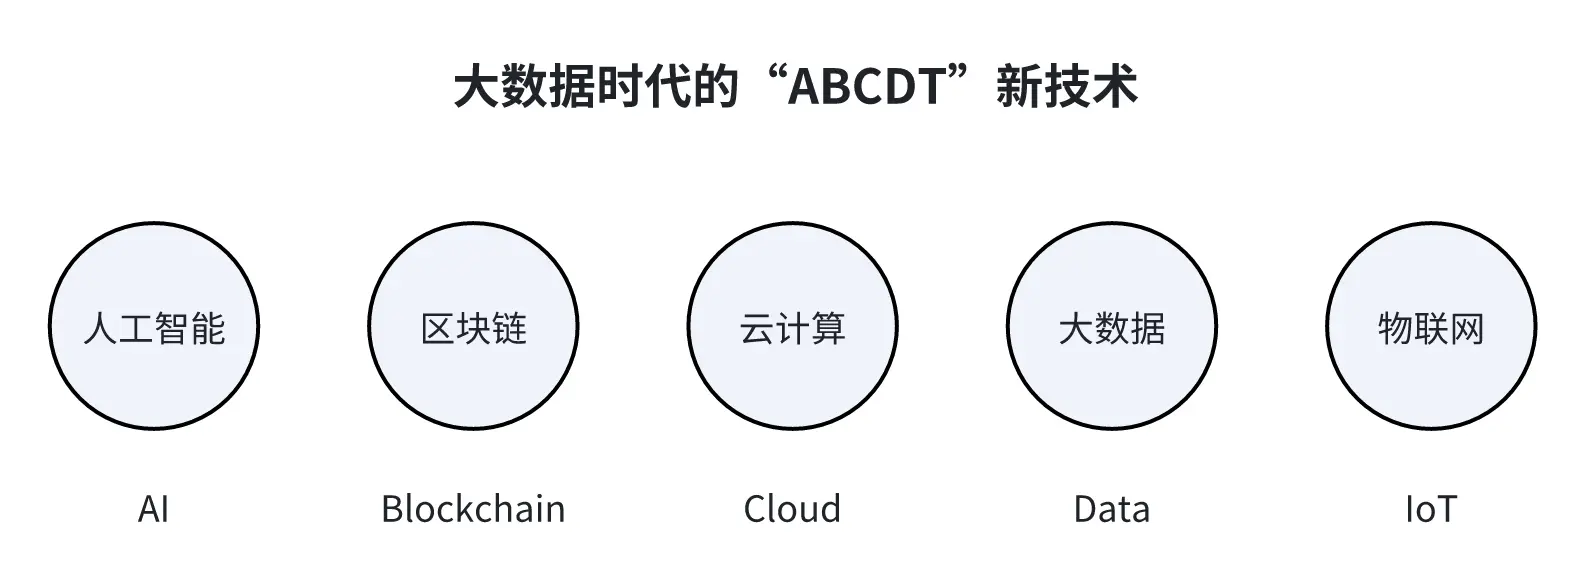 大数据时代的“ABCDT”新技术
人工智能
区块链
云计算
大数据
物联网
AI
Blockchain
Cloud
Data
IoT